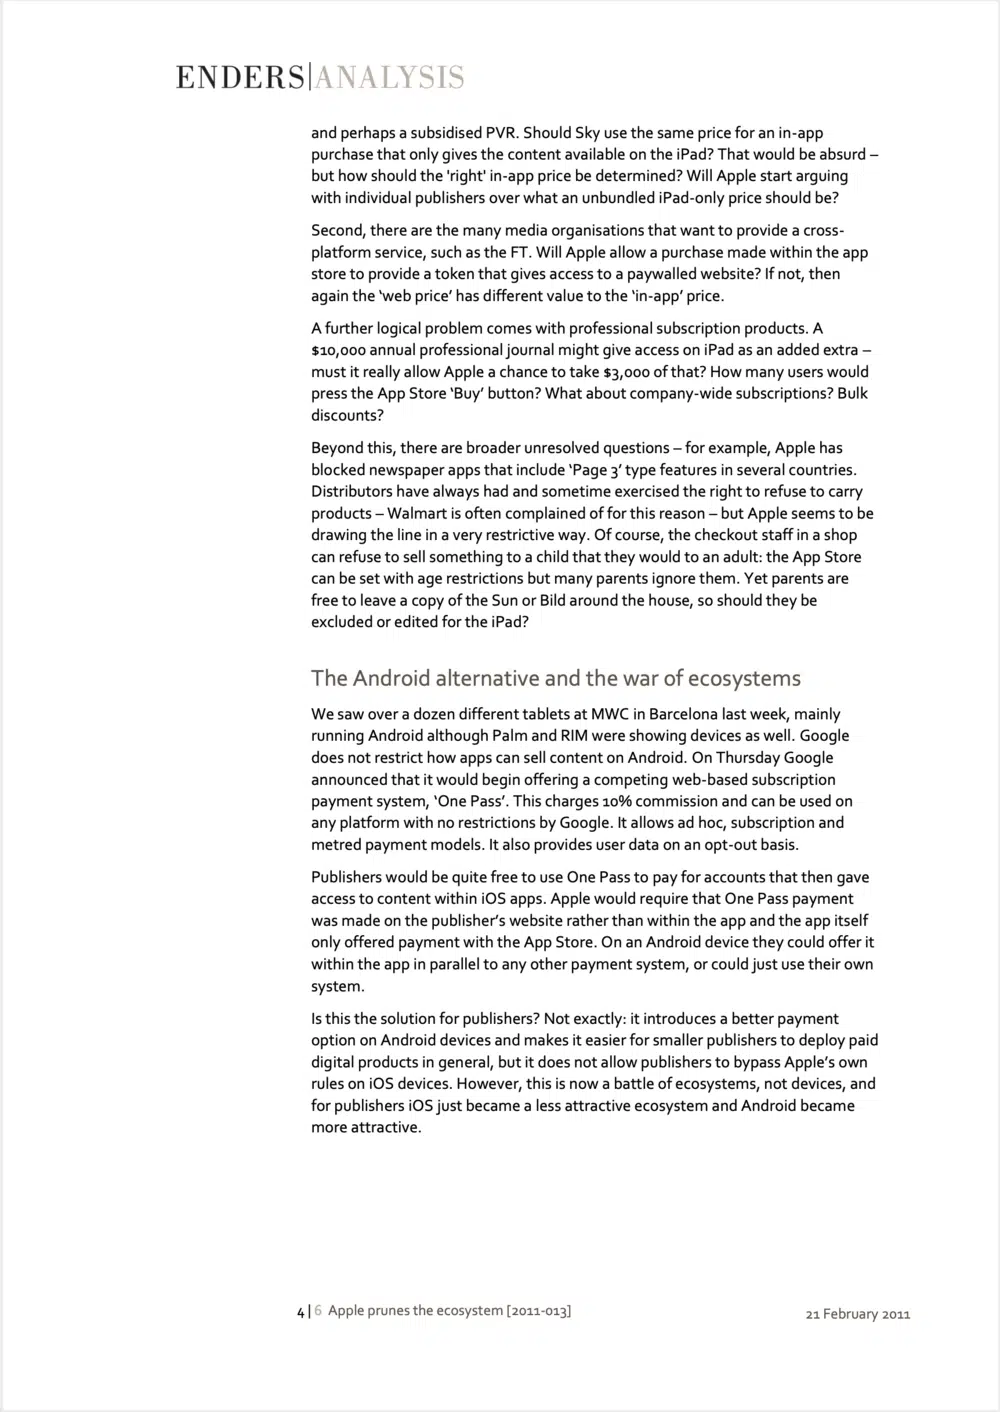 ENDERS|ANALYSIS
and perhaps a subsidised PVR. Should Sky use the same price for an in-app
purchase that only gives the content available on the iPad? That would be absurd –
but how should the 'right' in-app price be determined? Will Apple start arguing
with individual publishers over what an unbundled iPad-only price should be?
Second, there are the many media organisations that want to provide a cross-
platform service, such as the FT. Will Apple allow a purchase made within the app
store to provide a token that gives access to a paywalled website? If not, then
again the ‘web price’ has different value to the ‘in-app’ price.
A further logical problem comes with professional subscription products. A
$10,000 annual professional journal might give access on iPad as an added extra –
must it really allow Apple a chance to take $3,000 of that? How many users would
press the App Store ‘Buy’ button? What about company-wide subscriptions? Bulk
discounts?
Beyond this, there are broader unresolved questions – for example, Apple has
blocked newspaper apps that include ‘Page 3’ type features in several countries.
Distributors have always had and sometime exercised the right to refuse to carry
products – Walmart is often complained of for this reason – but Apple seems to be
drawing the line in a very restrictive way. Of course, the checkout staff in a shop
can refuse to sell something to a child that they would to an adult: the App Store
can be set with age restrictions but many parents ignore them. Yet parents are
free to leave a copy of the Sun or Bild around the house, so should they be
excluded or edited for the iPad?
The Android alternative and the war of ecosystems
We saw over a dozen different tablets at MWC in Barcelona last week, mainly
running Android although Palm and RIM were showing devices as well. Google
does not restrict how apps can sell content on Android. On Thursday Google
announced that it would begin offering a competing web-based subscription
payment system, ‘One Pass’. This charges 10% commission and can be used on
any platform with no restrictions by Google. It allows ad hoc, subscription and
metred payment models. It also provides user data on an opt-out basis.
Publishers would be quite free to use One Pass to pay for accounts that then gave
access to content within iOS apps. Apple would require that One Pass payment
was made on the publisher’s website rather than within the app and the app itself
only offered payment with the App Store. On an Android device they could offer it
within the app in parallel to any other payment system, or could just use their own
system.
Is this the solution for publishers? Not exactly: it introduces a better payment
option on Android devices and makes it easier for smaller publishers to deploy paid
digital products in general, but it does not allow publishers to bypass Apple’s own
rules on iOS devices. However, this is now a battle of ecosystems, not devices, and
for publishers iOS just became a less attractive ecosystem and Android became
more attractive.
4 | 6 Apple prunes the ecosystem [2011-013]
21 February 2011